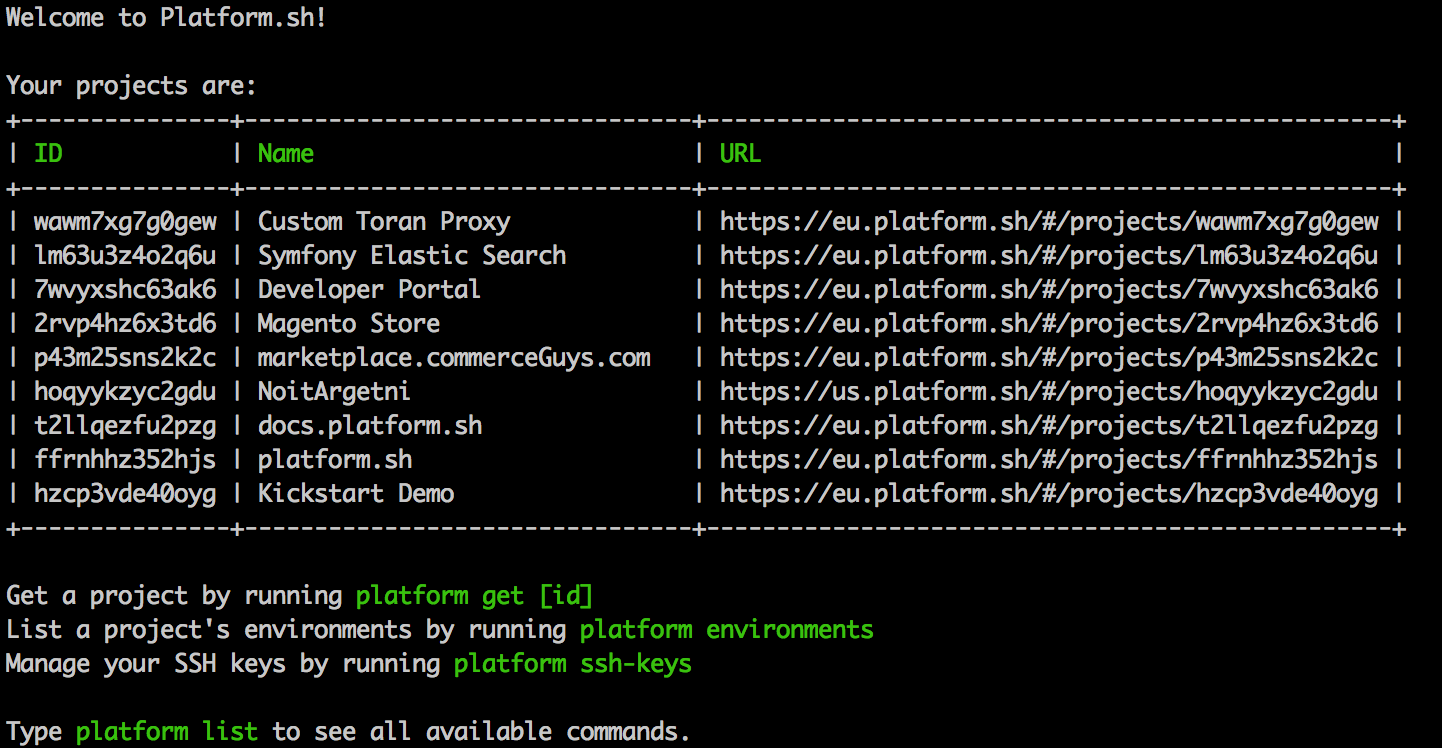 Welcome to Platform.sh!
Your projects are:
+---------------+--------------------------------+-------------------------------------------------+
| ID            | Name                           | URL                                             |
+---------------+--------------------------------+-------------------------------------------------+
| wawm7xg7g0gew | Custom Toran Proxy             | https://eu.platform.sh/#/projects/wawm7xg7g0gew |
| lm63u3z4o2q6u | Symfony Elastic Search         | https://eu.platform.sh/#/projects/lm63u3z4o2q6u |
| 7wvyxshc63ak6 | Developer Portal               | https://eu.platform.sh/#/projects/7wvyxshc63ak6 |
| 2rvp4hz6x3td6 | Magento Store                  | https://eu.platform.sh/#/projects/2rvp4hz6x3td6 |
| p43m25sns2k2c | marketplace.commerceGuys.com   | https://eu.platform.sh/#/projects/p43m25sns2k2c |
| hoqyykzyc2gdu | NoitArgetni                    | https://us.platform.sh/#/projects/hoqyykzyc2gdu |
| t2llqezfu2pzg | docs.platform.sh               | https://eu.platform.sh/#/projects/t2llqezfu2pzg |
| ffrnhhz352hjs | platform.sh                    | https://eu.platform.sh/#/projects/ffrnhhz352hjs |
| hzcp3vde40oyg | Kickstart Demo                 | https://eu.platform.sh/#/projects/hzcp3vde40oyg |
+---------------+--------------------------------+-------------------------------------------------+
Get a project by running platform get [id]
List a project's environments by running platform environments
Manage your SSH keys by running platform ssh-keys
Type platform list to see all available commands.